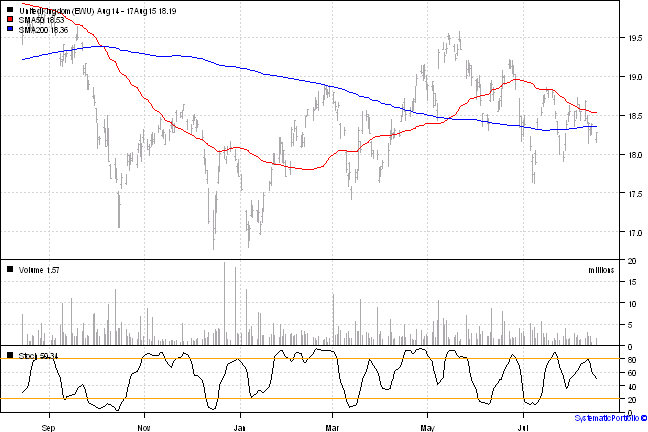 United Kingdom (EWU) Aug 14 - 17 Aug 15 18.19
SMA50 18.53
SMA200 18.36
19.5
19.0
18.5
18.0
17.5
17.0
Volume 1.57
millions
20
15
10
5
0
Stoch 50.34
80
60
40
20
0
Sep
Nov
Jan
Mar
May
Jul
SystematicPortfolio ©